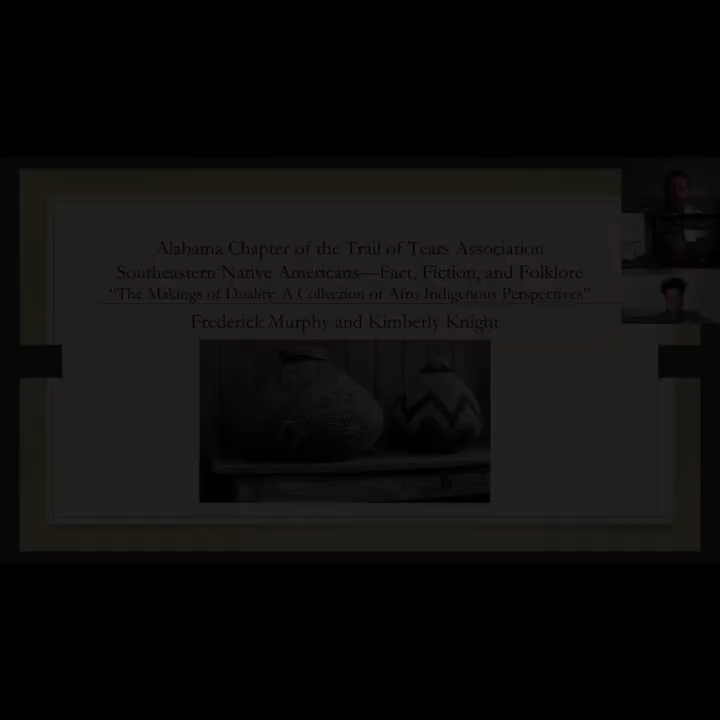 Alabama Chapter of the Trail of Tears Association
Southeastern Native Americans—Fact, Fiction, and Folklore
“The Makings of Duality: A Collection of Afro Indigenous Perspectives”
Frederick Murphy and Kimberly Knight